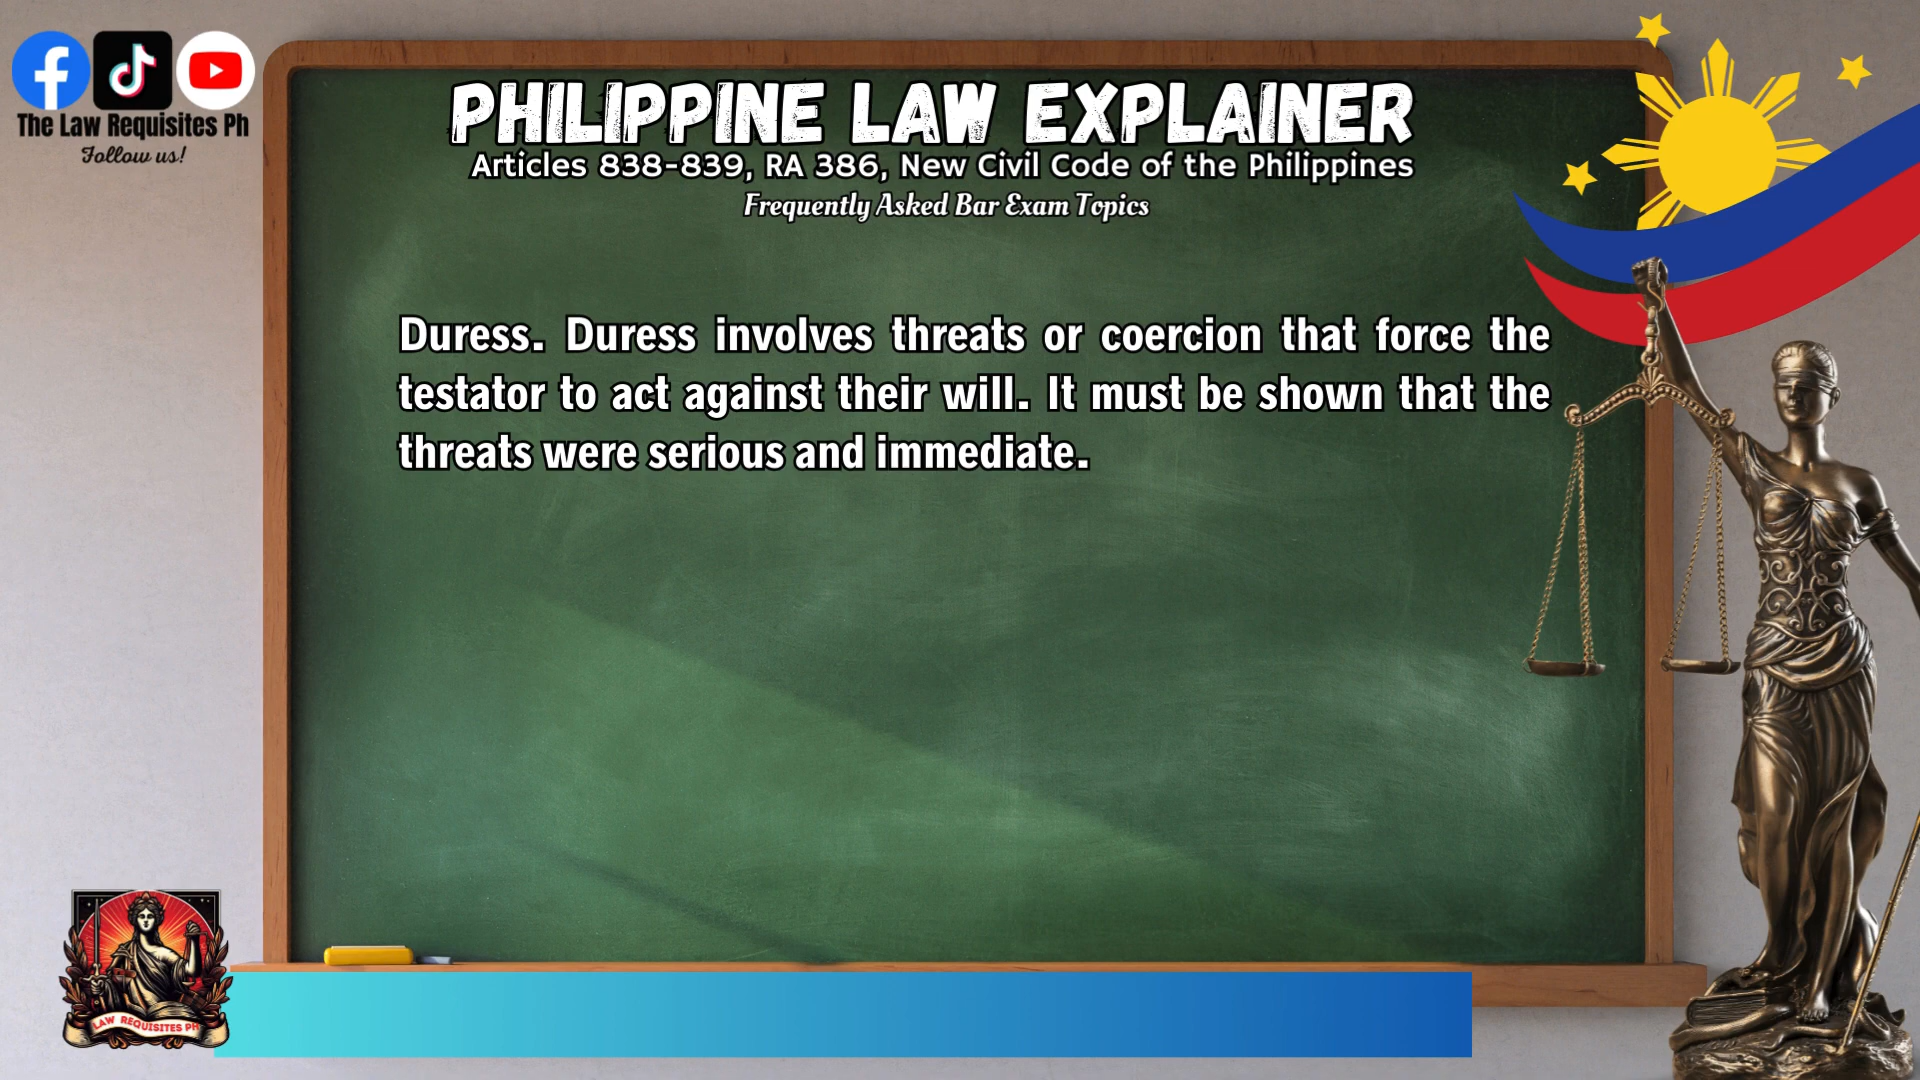 The Law Requisites Ph
Follow us!
PHILIPPINE LAW EXPLAINER
Articles 838-839, RA 386, New Civil Code of the Philippines
Frequently Asked Bar Exam Topics
Duress. Duress involves threats or coercion that force the
testator to act against their will. It must be shown that the
threats were serious and immediate.
LAW REQUISITES PH